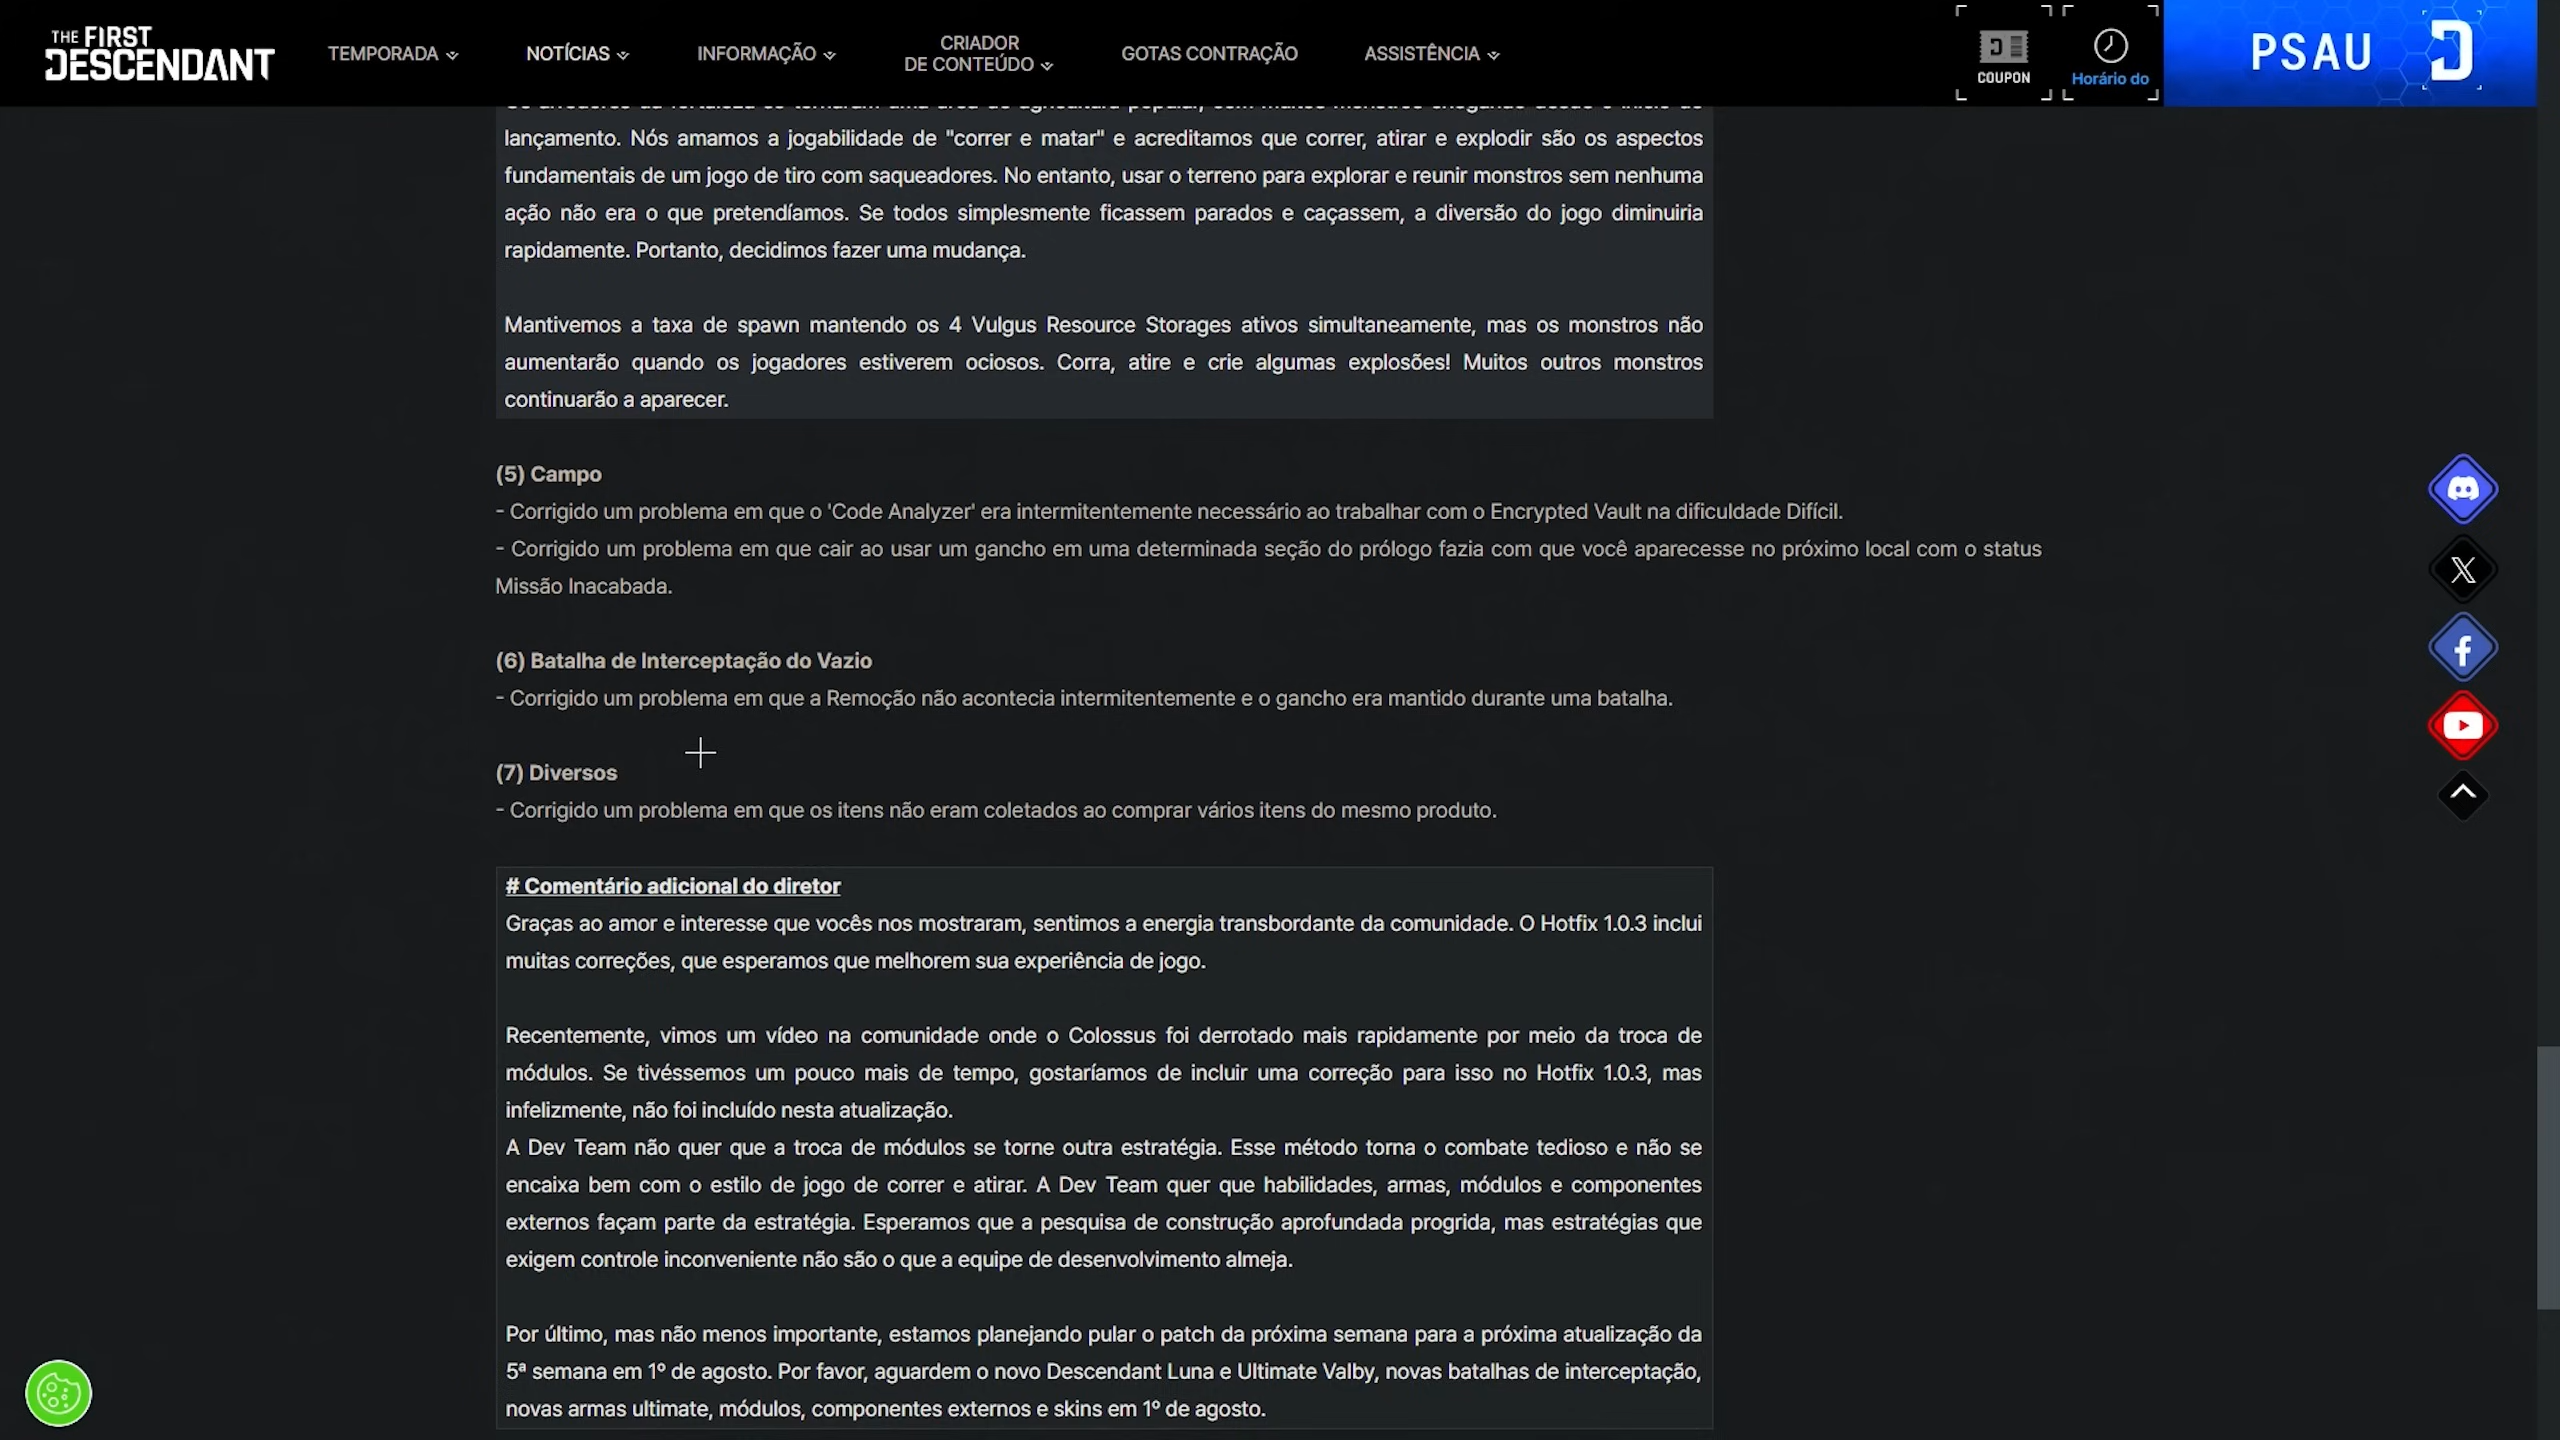 THE FIRST
DESCENDANT
TEMPORADA
NOTÍCIAS
INFORMAÇÃO
CRIADOR
DE CONTEÚDO
GOTAS CONTRAÇÃO
ASSISTÊNCIA
COUPON
Horário do
PSAU
lançamento. Nós amamos a jogabilidade de "correr e matar" e acreditamos que correr, atirar e explodir são os aspectos
fundamentais de um jogo de tiro com saqueadores. No entanto, usar o terreno para explorar e reunir monstros sem nenhuma
ação não era o que pretendíamos. Se todos simplesmente ficassem parados e caçassem, a diversão do jogo diminuiria
rapidamente. Portanto, decidimos fazer uma mudança.
Mantivemos a taxa de spawn mantendo os 4 Vulgus Resource Storages ativos simultaneamente, mas os monstros não
aumentarão quando os jogadores estiverem ociosos. Corra, atire e crie algumas explosões! Muitos outros monstros
continuarão a aparecer.
(5) Campo
- Corrigido um problema em que o 'Code Analyzer' era intermitentemente necessário ao trabalhar com o Encrypted Vault na dificuldade Difícil.
- Corrigido um problema em que cair ao usar um gancho em uma determinada seção do prólogo fazia com que você aparecesse no próximo local com o status
Missão Inacabada.
(6) Batalha de Interceptação do Vazio
- Corrigido um problema em que a Remoção não acontecia intermitentemente e o gancho era mantido durante uma batalha.
(7) Diversos
- Corrigido um problema em que os itens não eram coletados ao comprar vários itens do mesmo produto.
# Comentário adicional do diretor
Graças ao amor e interesse que vocês nos mostraram, sentimos a energia transbordante da comunidade. O Hotfix 1.0.3 inclui
muitas correções, que esperamos que melhorem sua experiência de jogo.
Recentemente, vimos um vídeo na comunidade onde o Colossus foi derrotado mais rapidamente por meio da troca de
módulos. Se tivéssemos um pouco mais de tempo, gostaríamos de incluir uma correção para isso no Hotfix 1.0.3, mas
infelizmente, não foi incluído nesta atualização.
A Dev Team não quer que a troca de módulos se torne outra estratégia. Esse método torna o combate tedioso e não se
encaixa bem com o estilo de jogo de correr e atirar. A Dev Team quer que habilidades, armas, módulos e componentes
externos façam parte da estratégia. Esperamos que a pesquisa de construção aprofundada progrida, mas estratégias que
exigem controle inconveniente não são o que a equipe de desenvolvimento almeja.
Por último, mas não menos importante, estamos planejando pular o patch da próxima semana para a próxima atualização da
5ª semana em 1º de agosto. Por favor, aguardem o novo Descendant Luna e Ultimate Valby, novas batalhas de interceptação,
novas armas ultimate, módulos, componentes externos e skins em 1º de agosto.